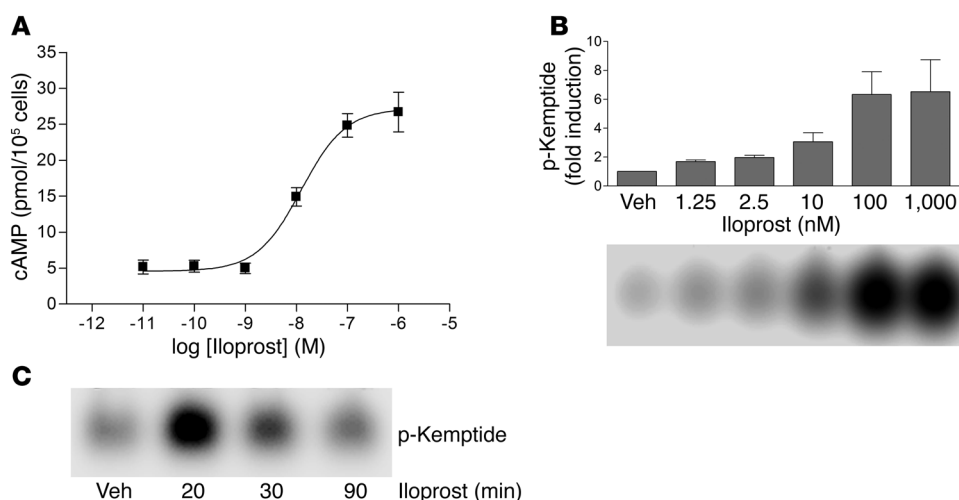 A
cAMP (pmol/10⁵ cells)
35
30
25
20
15
10
5
0
-12 -11 -10 -9 -8 -7 -6 -5
log [Iloprost] (M)
B
p-Kemptide
(fold induction)
10
8
6
4
2
0
Veh 1.25 2.5 10 100 1,000
Iloprost (nM)
C
p-Kemptide
Veh 20 30 90 Iloprost (min)